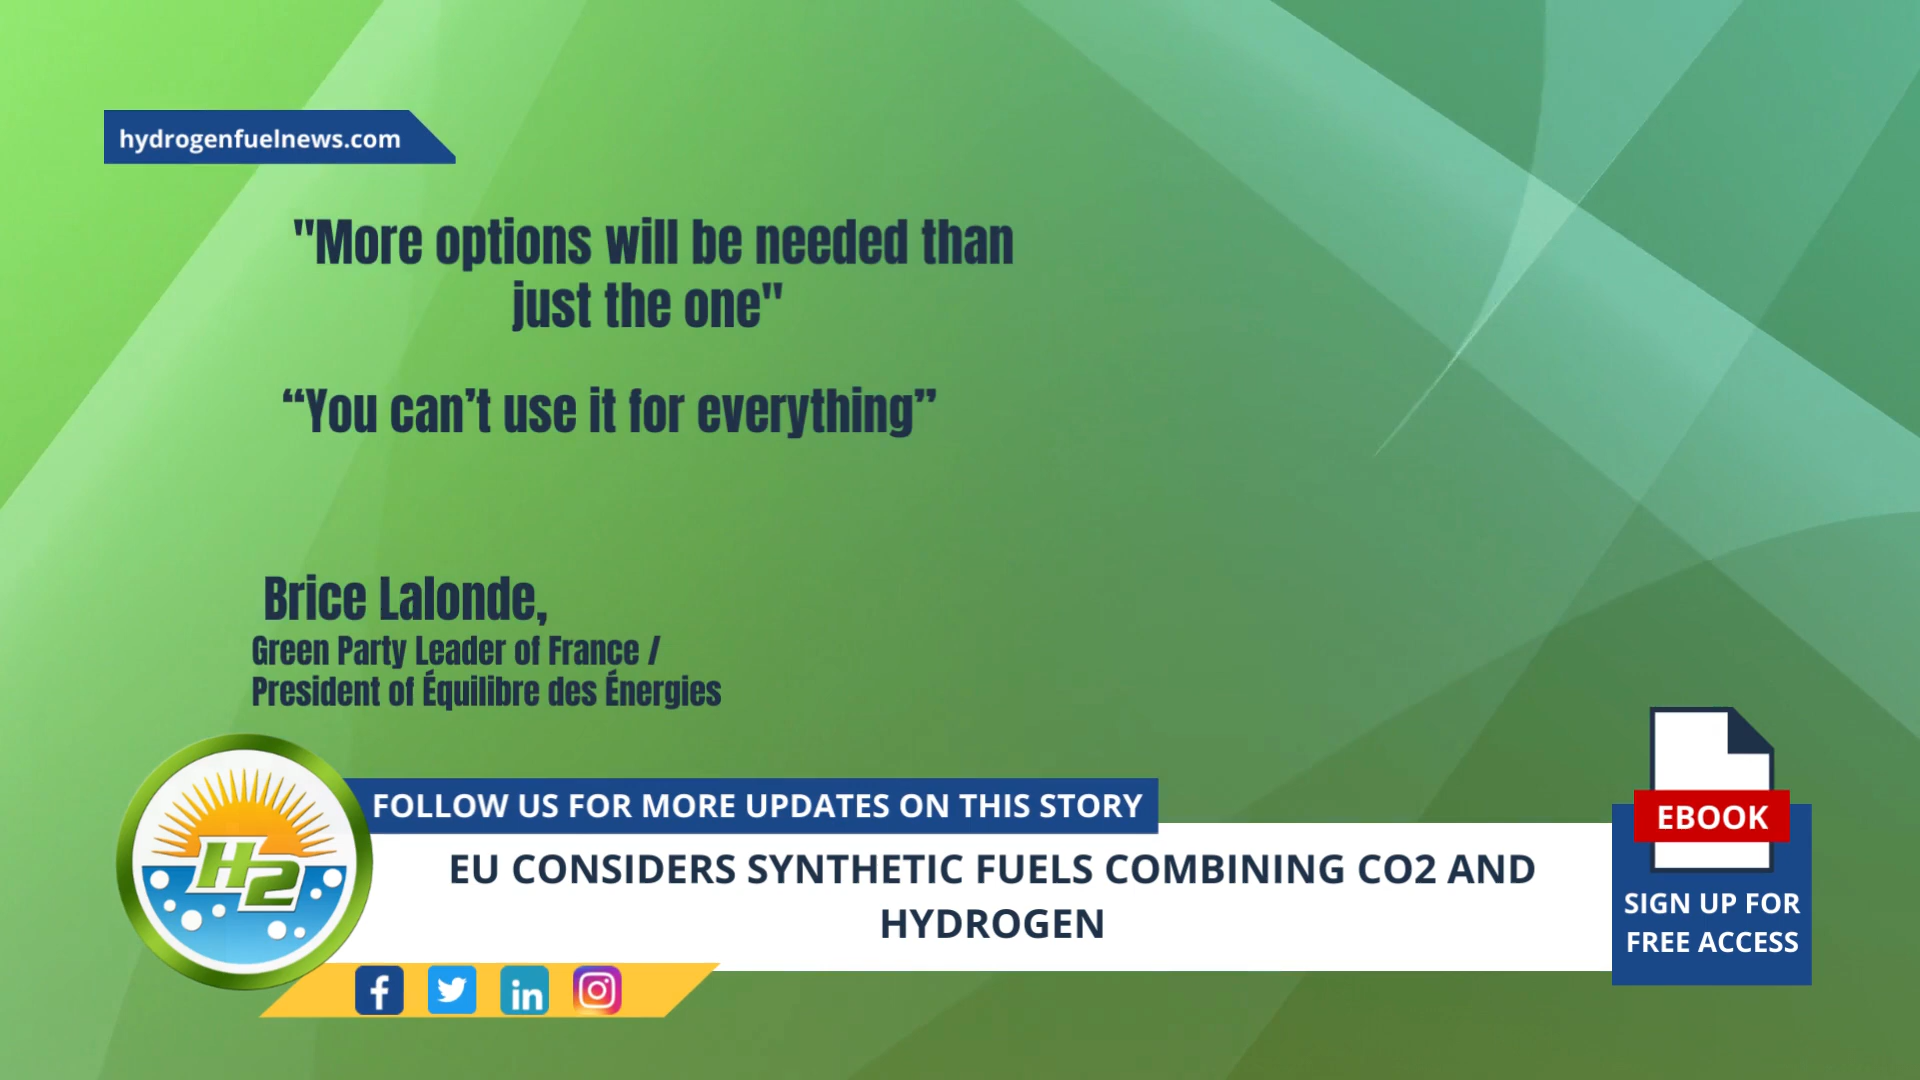 hydrogenfuelnews.com
"More options will be needed than
just the one"
“You can’t use it for everything”
Brice Lalonde,
Green Party Leader of France /
President of Équilibre des Énergies
FOLLOW US FOR MORE UPDATES ON THIS STORY
EU CONSIDERS SYNTHETIC FUELS COMBINING CO2 AND
HYDROGEN
H2
f
in
EBOOK
SIGN UP FOR
FREE ACCESS